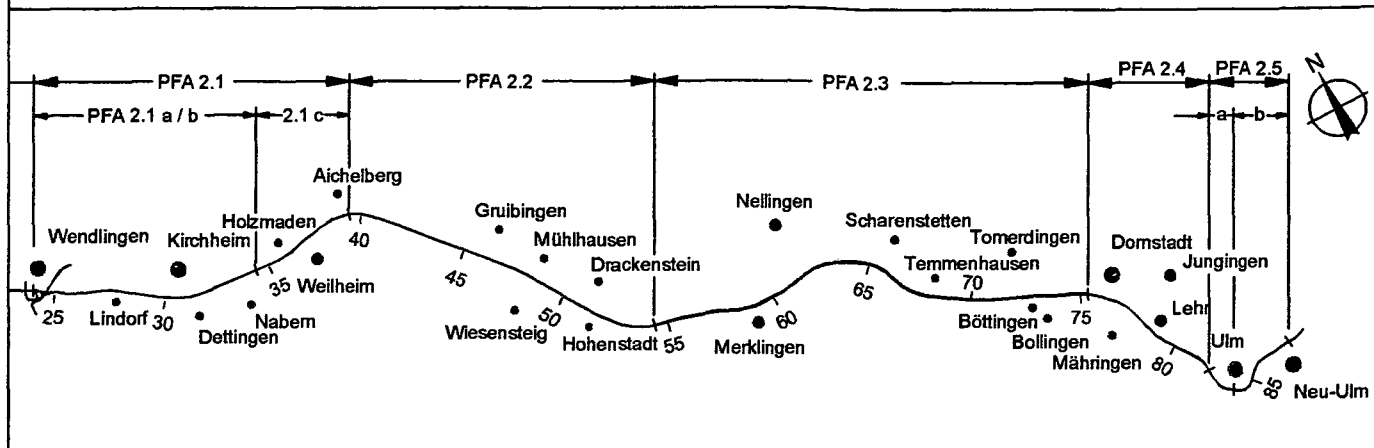 PFA 2.1
PFA 2.2
PFA 2.3
PFA 2.4
PFA 2.5
N
PFA 2.1 a / b
2.1 c
a
b
Aichelberg
Wendlingen
Kirchheim
Holzmaden
Weilheim
Lindorf
Dettingen
Nabern
Gruibingen
Mühlhausen
Drackenstein
Wiesensteig
Hohenstadt
Nellingen
Merklingen
Scharenstetten
Temmenhausen
Tomerdingen
Böttingen
Bollingen
Mähringen
Dornstadt
Jungingen
Lehr
Ulm
Neu-Ulm
25
30
35
40
45
50
55
60
65
70
75
80
85